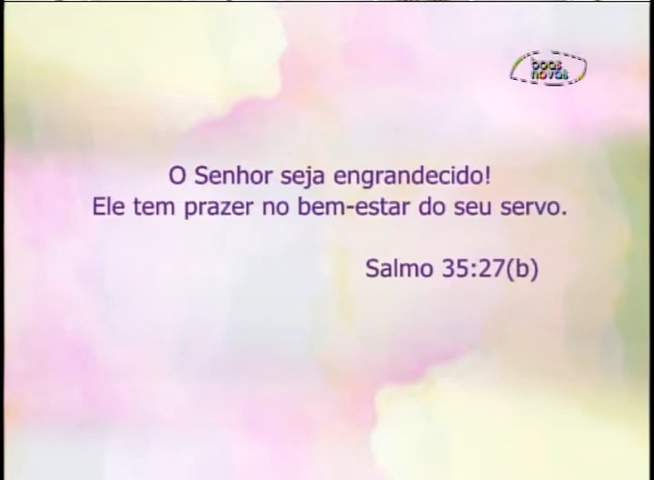 boas
novas
O Senhor seja engrandecido!
Ele tem prazer no bem-estar do seu servo.
Salmo 35:27(b)